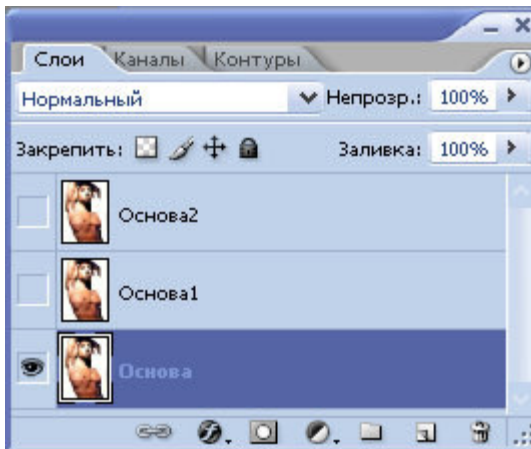 Слои Каналы Контуры
Нормальный Непрозр.: 100%
Закрепить: Заливка: 100%
Основа2
Основа1
Основа